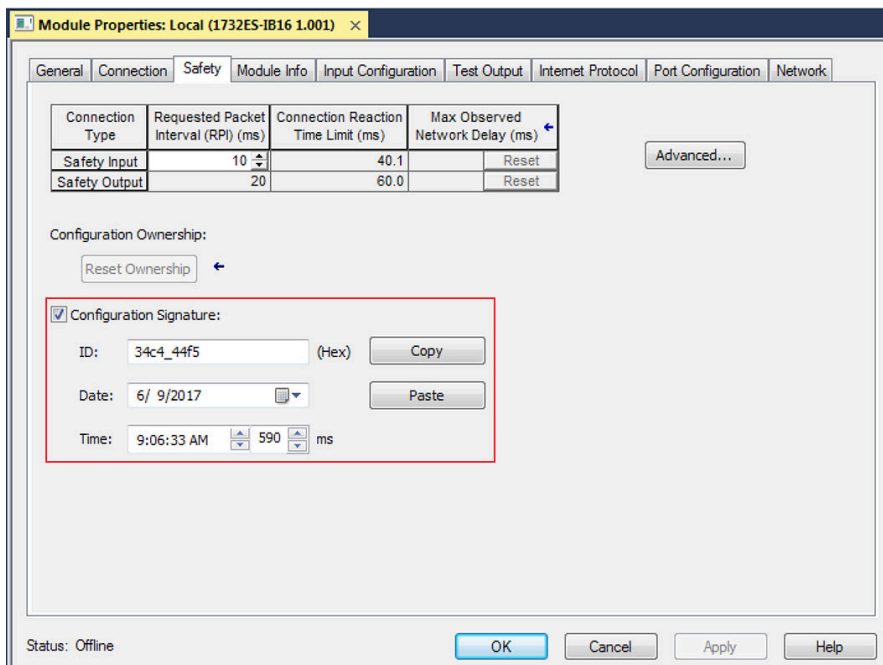 Module Properties: Local (1732ES-IB16 1.001) ×
General Connection Safety Module Info Input Configuration Test Output Internet Protocol Port Configuration Network
Connection Type Requested Packet Interval (RPI) (ms) Connection Reaction Time Limit (ms) Max Observed Network Delay (ms)
Safety Input 10 40.1 Reset
Safety Output 20 60.0 Reset
Advanced...
Configuration Ownership:
Reset Ownership
Configuration Signature:
ID: 34c4_44f5 (Hex) Copy
Date: 6/ 9/2017 Paste
Time: 9:06:33 AM 590 ms
Status: Offline OK Cancel Apply Help